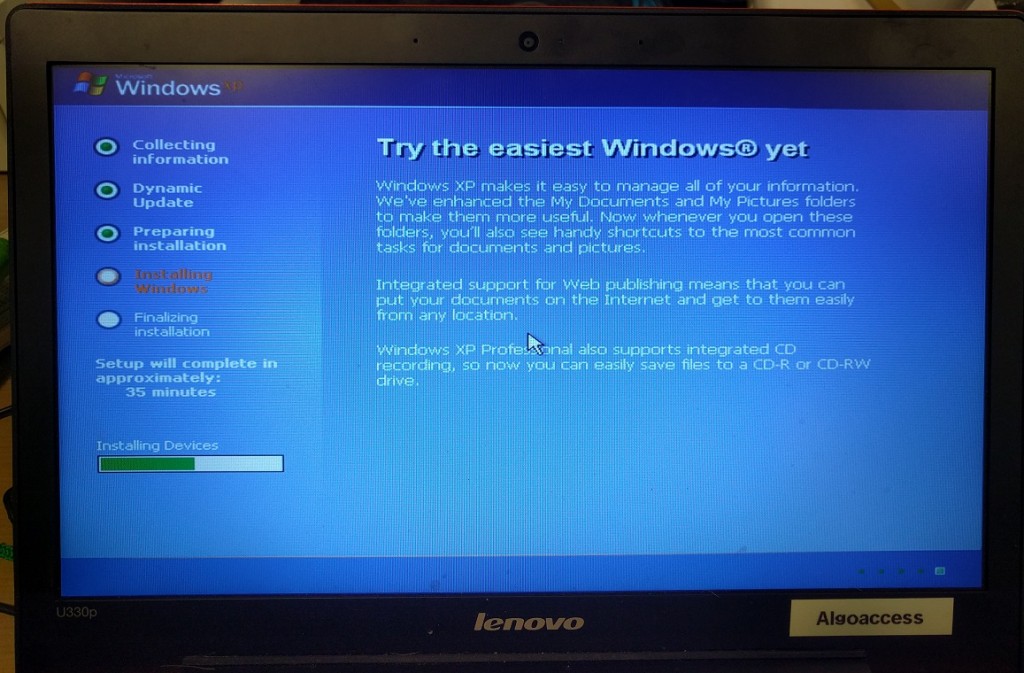 Microsoft
Windows xp
Collecting
information
Dynamic
Update
Preparing
installation
Installing
Windows
Finalizing
installation
Setup will complete in
approximately:
35 minutes
Installing Devices
Try the easiest Windows® yet
Windows XP makes it easy to manage all of your information.
We've enhanced the My Documents and My Pictures folders
to make them more useful. Now whenever you open these
folders, you'll also see handy shortcuts to the most common
tasks for documents and pictures.
Integrated support for Web publishing means that you can
put your documents on the Internet and get to them easily
from any location.
Windows XP Professional also supports integrated CD
recording, so now you can easily save files to a CD-R or CD-RW
drive.
U330p
lenovo
Algoaccess